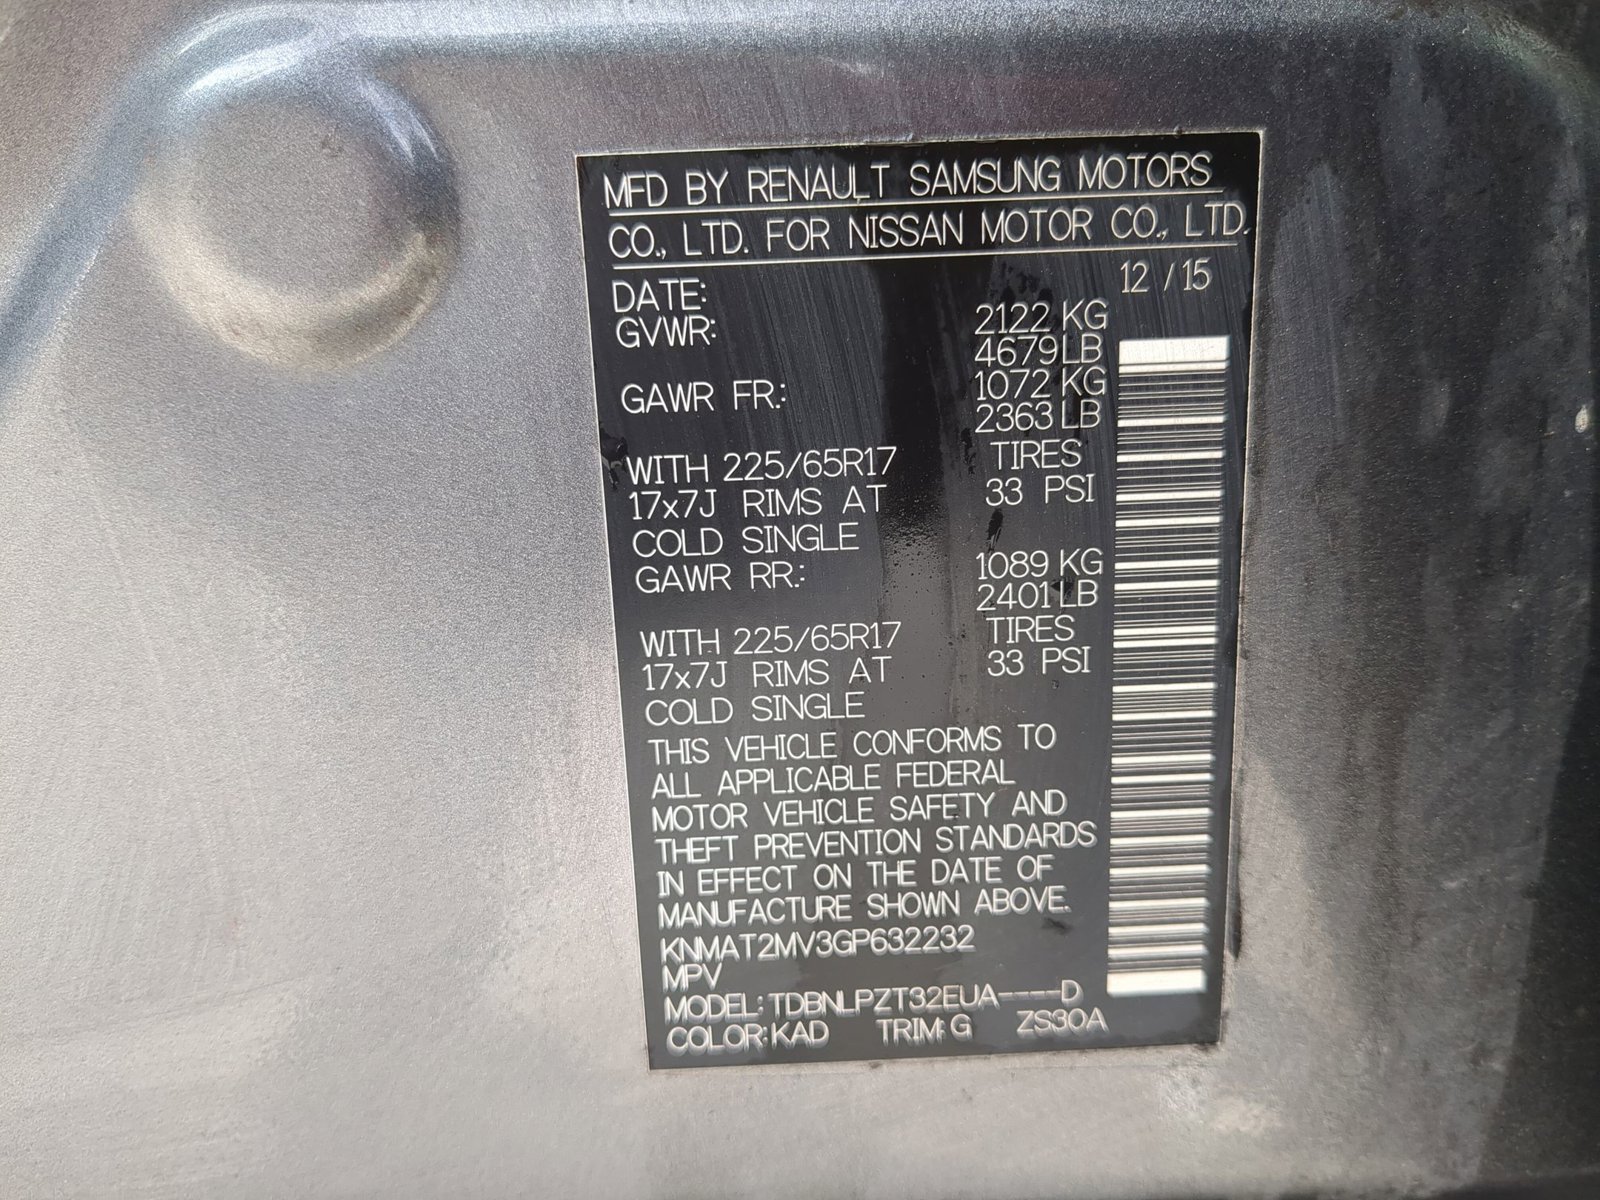 MFD BY RENAULT SAMSUNG MOTORS
CO., LTD. FOR NISSAN MOTOR CO., LTD.
DATE: 12 / 15
GVWR: 2122 KG
4679 LB
GAWR FR.: 1072 KG
2363 LB
WITH 225/65R17 TIRES
17x7J RIMS AT 33 PSI
COLD SINGLE
GAWR RR.: 1089 KG
2401 LB
WITH 225/65R17 TIRES
17x7J RIMS AT 33 PSI
COLD SINGLE
THIS VEHICLE CONFORMS TO
ALL APPLICABLE FEDERAL
MOTOR VEHICLE SAFETY AND
THEFT PREVENTION STANDARDS
IN EFFECT ON THE DATE OF
MANUFACTURE SHOWN ABOVE.
KNMAT2MV3GP632232
MPV
MODEL: TDBNLPZT32EUA----D
COLOR: KAD TRIM: G ZS30A